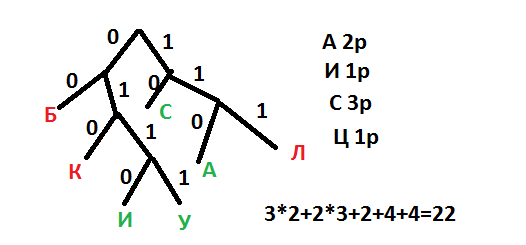 0 1
А 2р
0 1 0 1
И 1р
Б С
С 3р
0 1 0 1
Ц 1р
К А Л
0 1
И У
3*2+2*3+2+4+4=22